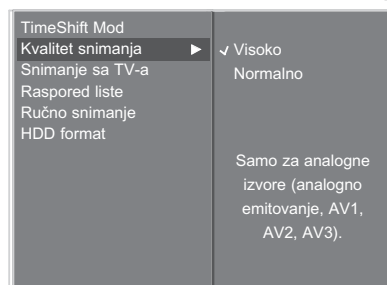 TimeShift Mod
Kvalitet snimanja
Snimanje sa TV-a
Raspored liste
Ručno snimanje
HDD format
Visoko
Normalno
Samo za analogne
izvore (analogno
emitovanje, AV1,
AV2, AV3).